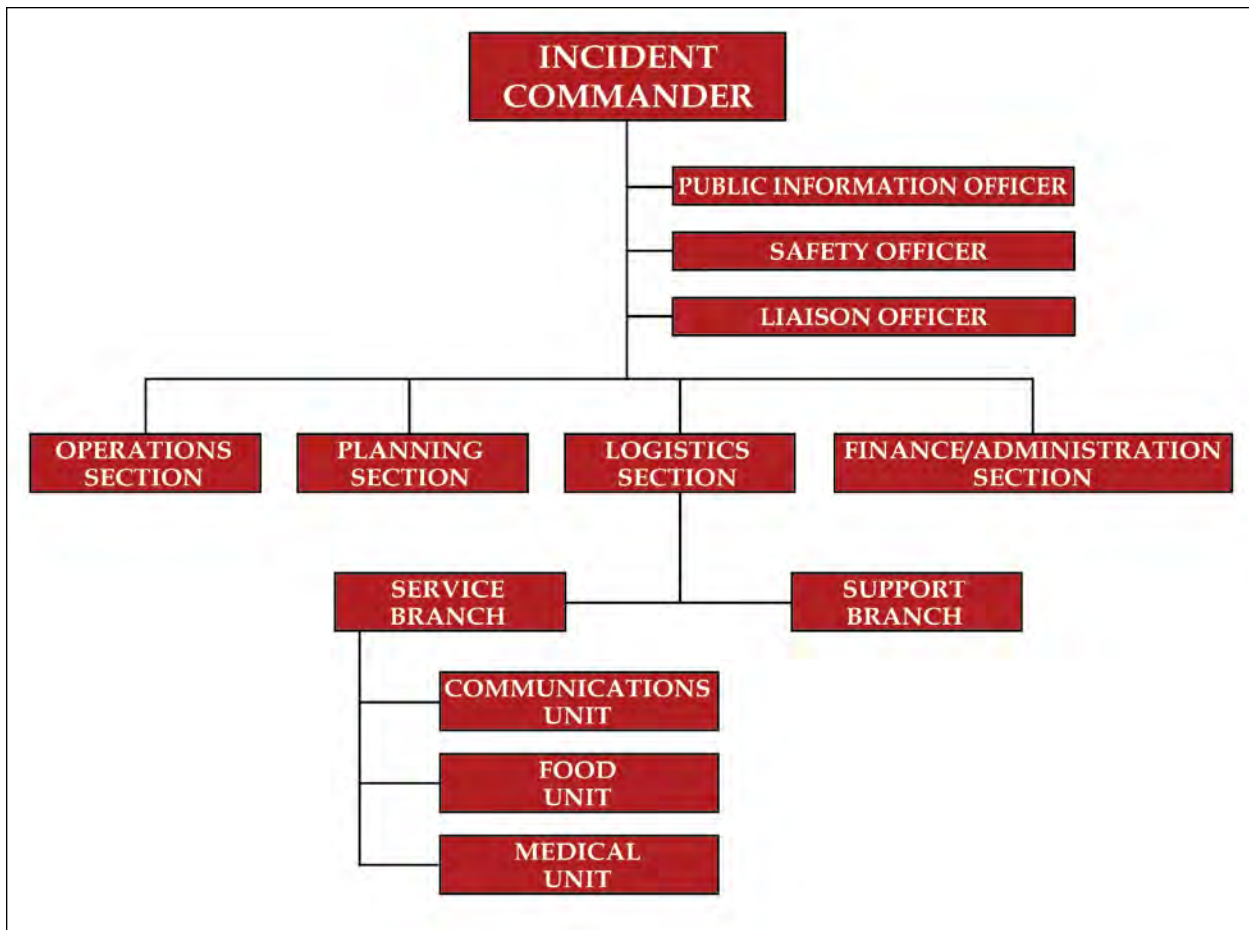 INCIDENT
COMMANDER
PUBLIC INFORMATION OFFICER
SAFETY OFFICER
LIAISON OFFICER
OPERATIONS
SECTION
PLANNING
SECTION
LOGISTICS
SECTION
FINANCE/ADMINISTRATION
SECTION
SERVICE
BRANCH
SUPPORT
BRANCH
COMMUNICATIONS
UNIT
FOOD
UNIT
MEDICAL
UNIT